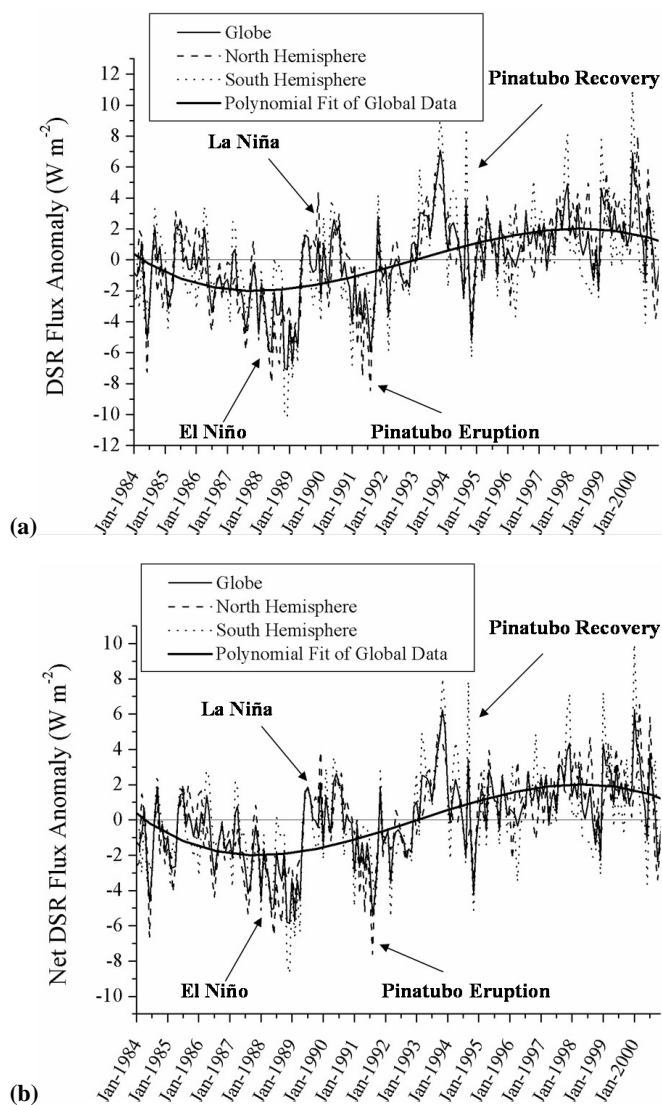 (a)
Globe
North Hemisphere
South Hemisphere
Polynomial Fit of Global Data
DSR Flux Anomaly (W m⁻²)
12
10
8
6
4
2
0
-2
-4
-6
-8
-10
-12
Pinatubo Recovery
La Niña
El Niño
Pinatubo Eruption
Jan-1984
Jan-1985
Jan-1986
Jan-1987
Jan-1988
Jan-1989
Jan-1990
Jan-1991
Jan-1992
Jan-1993
Jan-1994
Jan-1995
Jan-1996
Jan-1997
Jan-1998
Jan-1999
Jan-2000
(b)
Globe
North Hemisphere
South Hemisphere
Polynomial Fit of Global Data
Net DSR Flux Anomaly (W m⁻²)
10
8
6
4
2
0
-2
-4
-6
-8
-10
Pinatubo Recovery
La Niña
El Niño
Pinatubo Eruption
Jan-1984
Jan-1985
Jan-1986
Jan-1987
Jan-1988
Jan-1989
Jan-1990
Jan-1991
Jan-1992
Jan-1993
Jan-1994
Jan-1995
Jan-1996
Jan-1997
Jan-1998
Jan-1999
Jan-2000